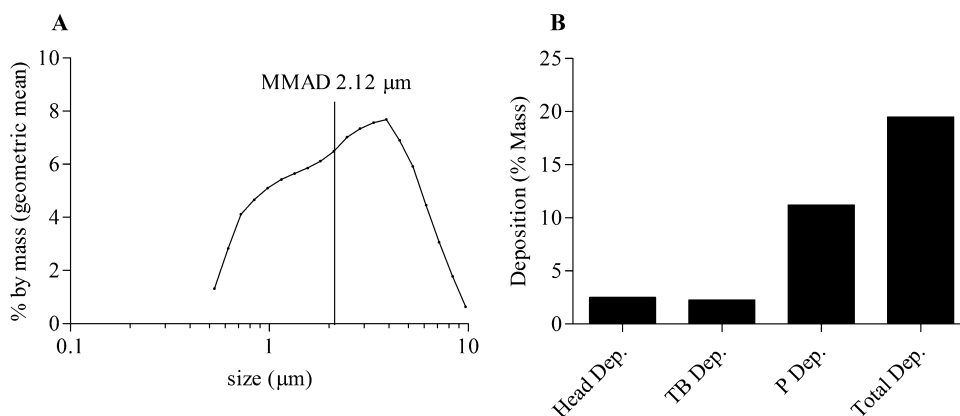 A
% by mass (geometric mean)
10
8
6
4
2
0
MMAD 2.12 μm
0.1
1
10
size (μm)
B
Deposition (% Mass)
25
20
15
10
5
0
Head Dep.
TB Dep.
P Dep.
Total Dep.